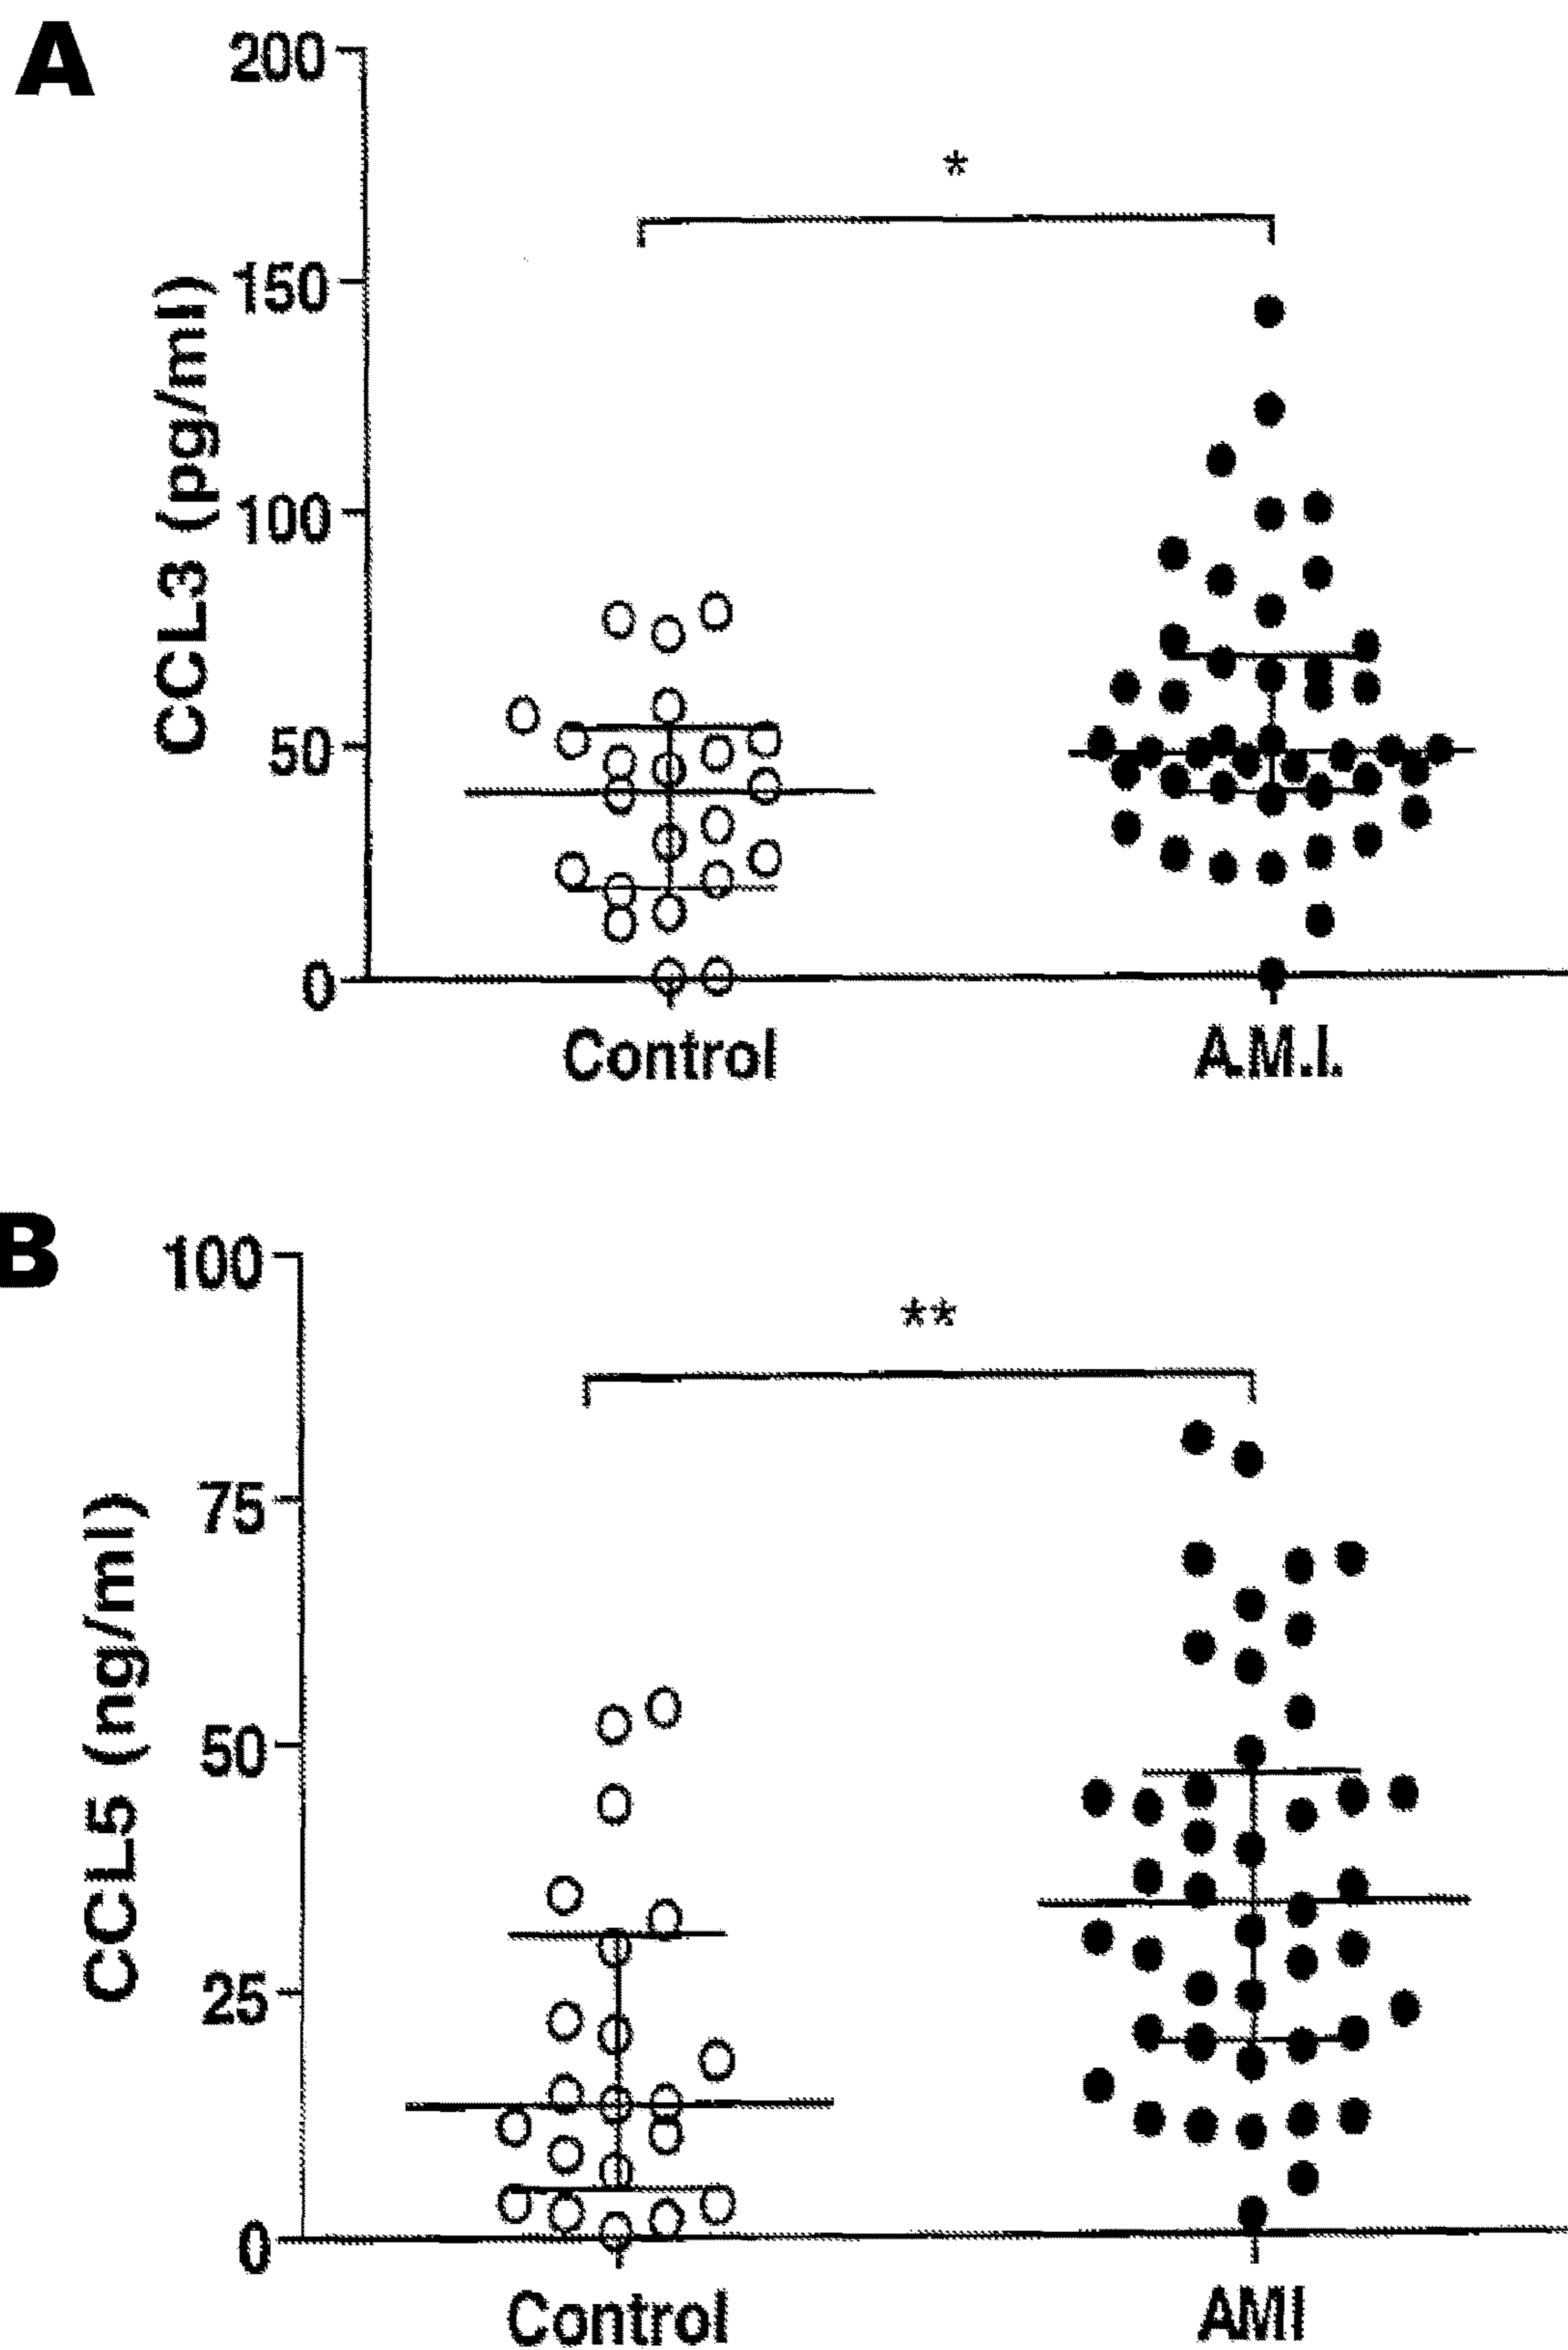 A
200
*
150
CCL3 (pg/ml)
100
50
0
Control A.M.I.
B
100
**
75
CCL5 (ng/ml)
50
25
0
Control AMI